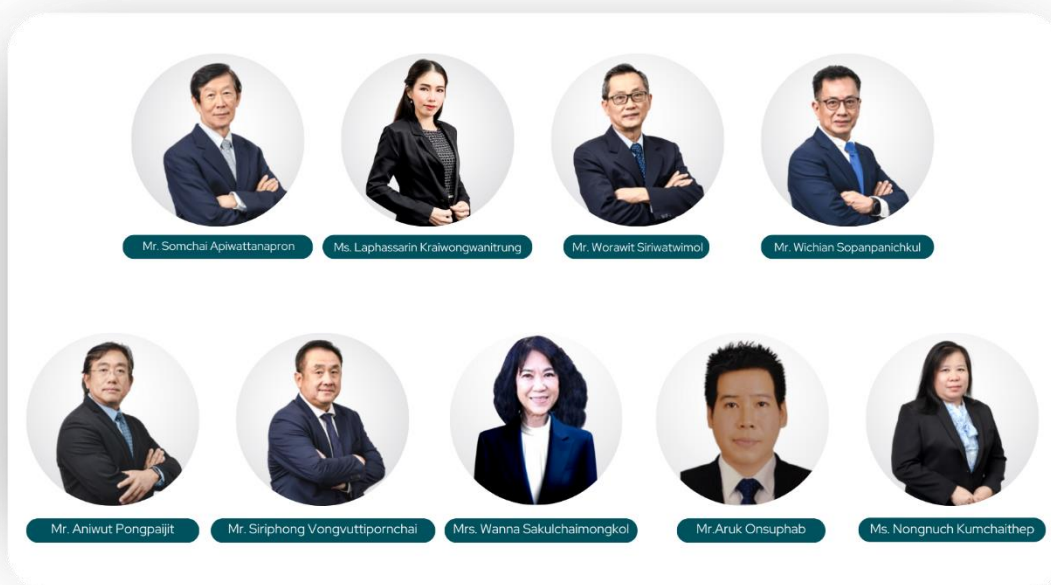 Mr. Somchai Apiwattanapron
Ms. Laphassarin Kraiwongwanitrung
Mr. Worawit Siriwatwimol
Mr. Wichian Sopanpanichkul
Mr. Aniwut Pongpaijit
Mr. Siriphong Vongvuttipornchai
Mrs. Wanna Sakulchaimongkol
Mr.Aruk Onsuphab
Ms. Nongnuch Kumchaithep